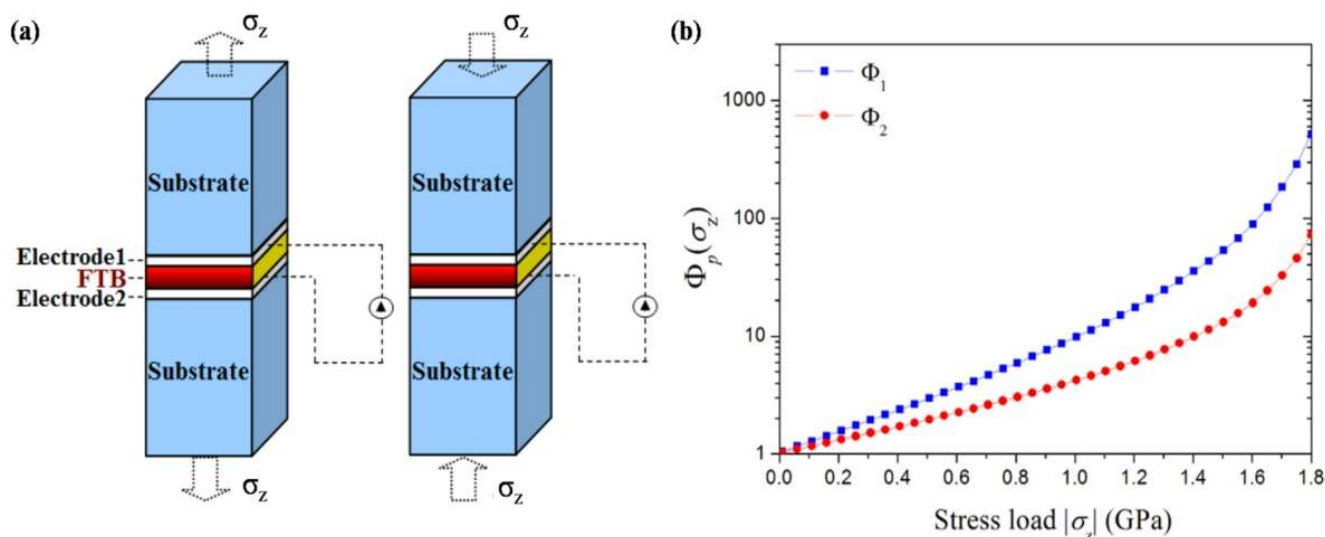 (a)
σz
σz
Substrate
Substrate
Electrode1
FTB
Electrode2
Substrate
Substrate
σz
σz
(b)
Φ1
Φ2
1000
100
10
1
Φp(σz)
0.0 0.2 0.4 0.6 0.8 1.0 1.2 1.4 1.6 1.8
Stress load |σz| (GPa)